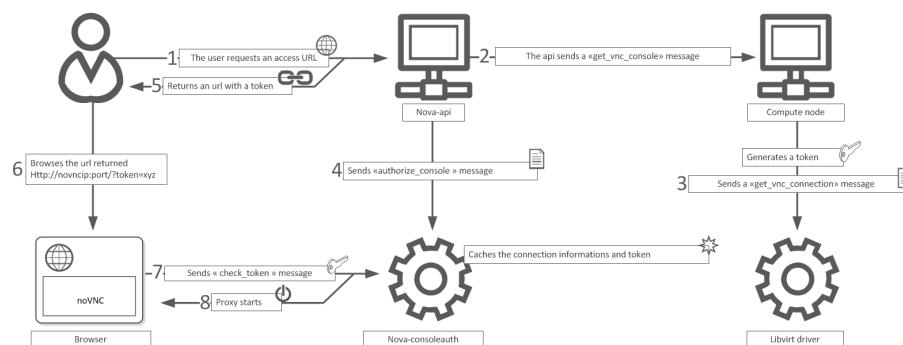 1
The user requests an access URL
2
The api sends a «get_vnc_console» message
5
Returns an url with a token
Nova-api
Compute node
6
Browses the url returned
Http://novncip:port/?token=xyz
4
Sends «authorize_console » message
Generates a token
3
Sends a «get_vnc_connection» message
Caches the connection informations and token
7
Sends « check_token » message
noVNC
8
Proxy starts
Browser
Nova-consoleauth
Libvirt driver